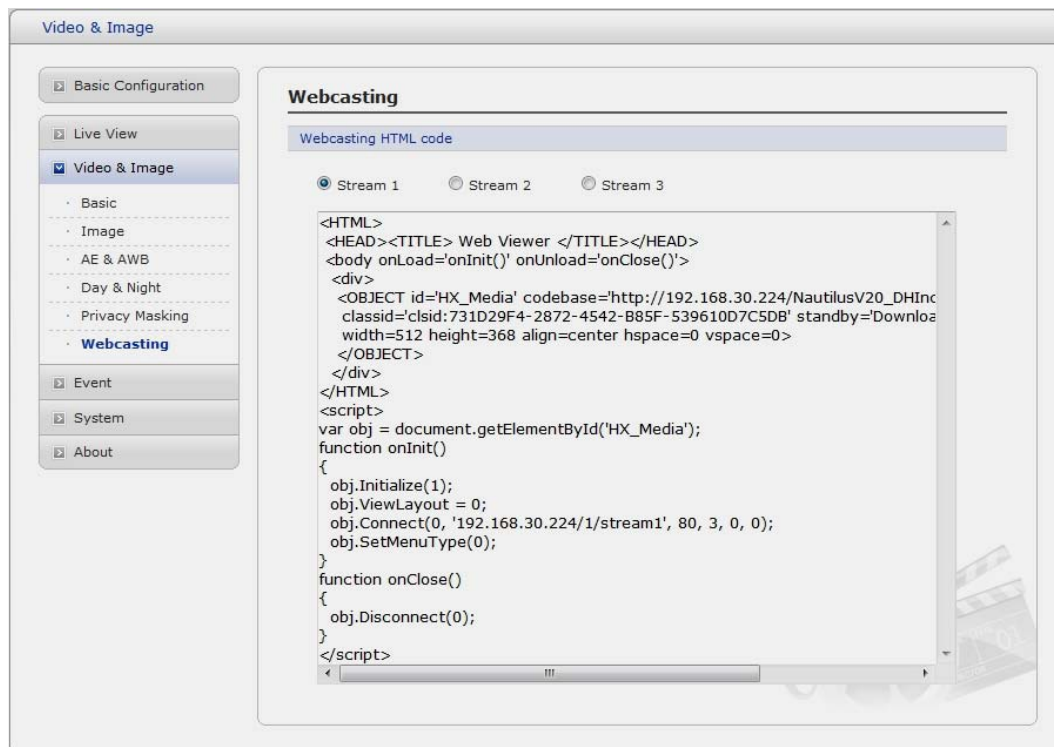 Video & Image
Basic Configuration
Live View
Video & Image
· Basic
· Image
· AE & AWB
· Day & Night
· Privacy Masking
· Webcasting
Event
System
About
Webcasting
Webcasting HTML code
Stream 1 Stream 2 Stream 3
<HTML>
<HEAD><TITLE> Web Viewer </TITLE></HEAD>
<body onLoad='onInit()' onUnload='onClose()'>
<div>
<OBJECT id='HX_Media' codebase='http://192.168.30.224/NautilusV20_DHInc
classid='clsid:731D29F4-2872-4542-B85F-539610D7C5DB' standby='Downloa
width=512 height=368 align=center hspace=0 vspace=0>
</OBJECT>
</div>
</HTML>
<script>
var obj = document.getElementById('HX_Media');
function onInit()
{
obj.Initialize(1);
obj.ViewLayout = 0;
obj.Connect(0, '192.168.30.224/1/stream1', 80, 3, 0, 0);
obj.SetMenuType(0);
}
function onClose()
{
obj.Disconnect(0);
}
</script>